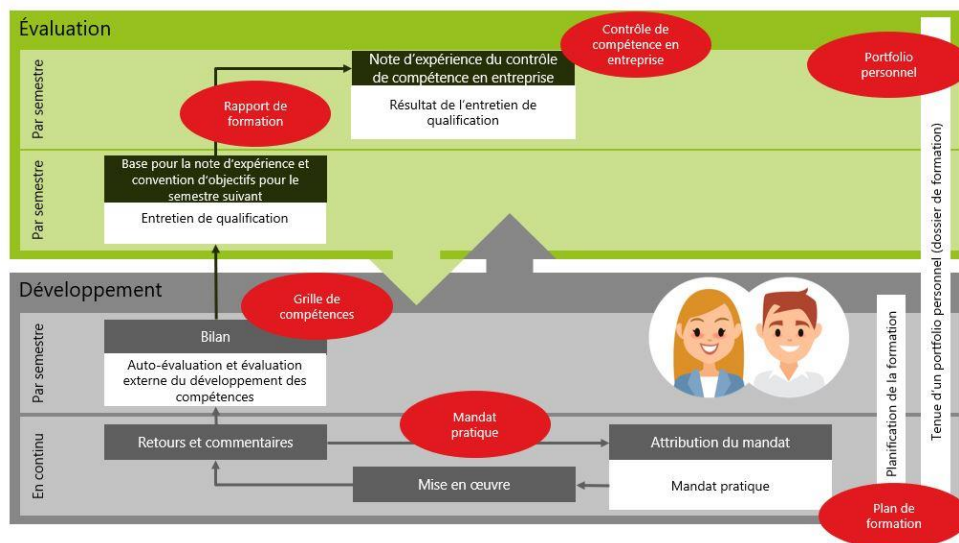 Évaluation
Contrôle de
compétence en
entreprise
Portfolio
personnel
Par semestre
Note d'expérience du contrôle
de compétence en entreprise
Résultat de l'entretien de
qualification
Rapport de
formation
Par semestre
Base pour la note d'expérience et
convention d'objectifs pour le
semestre suivant
Entretien de qualification
Tenue d'un portfolio personnel (dossier de formation)
Développement
Grille de
compétences
Par semestre
Bilan
Auto-évaluation et évaluation
externe du développement des
compétences
Planification de la formation
En continu
Retours et commentaires
Mandat
pratique
Attribution du mandat
Mandat pratique
Mise en œuvre
Plan de
formation